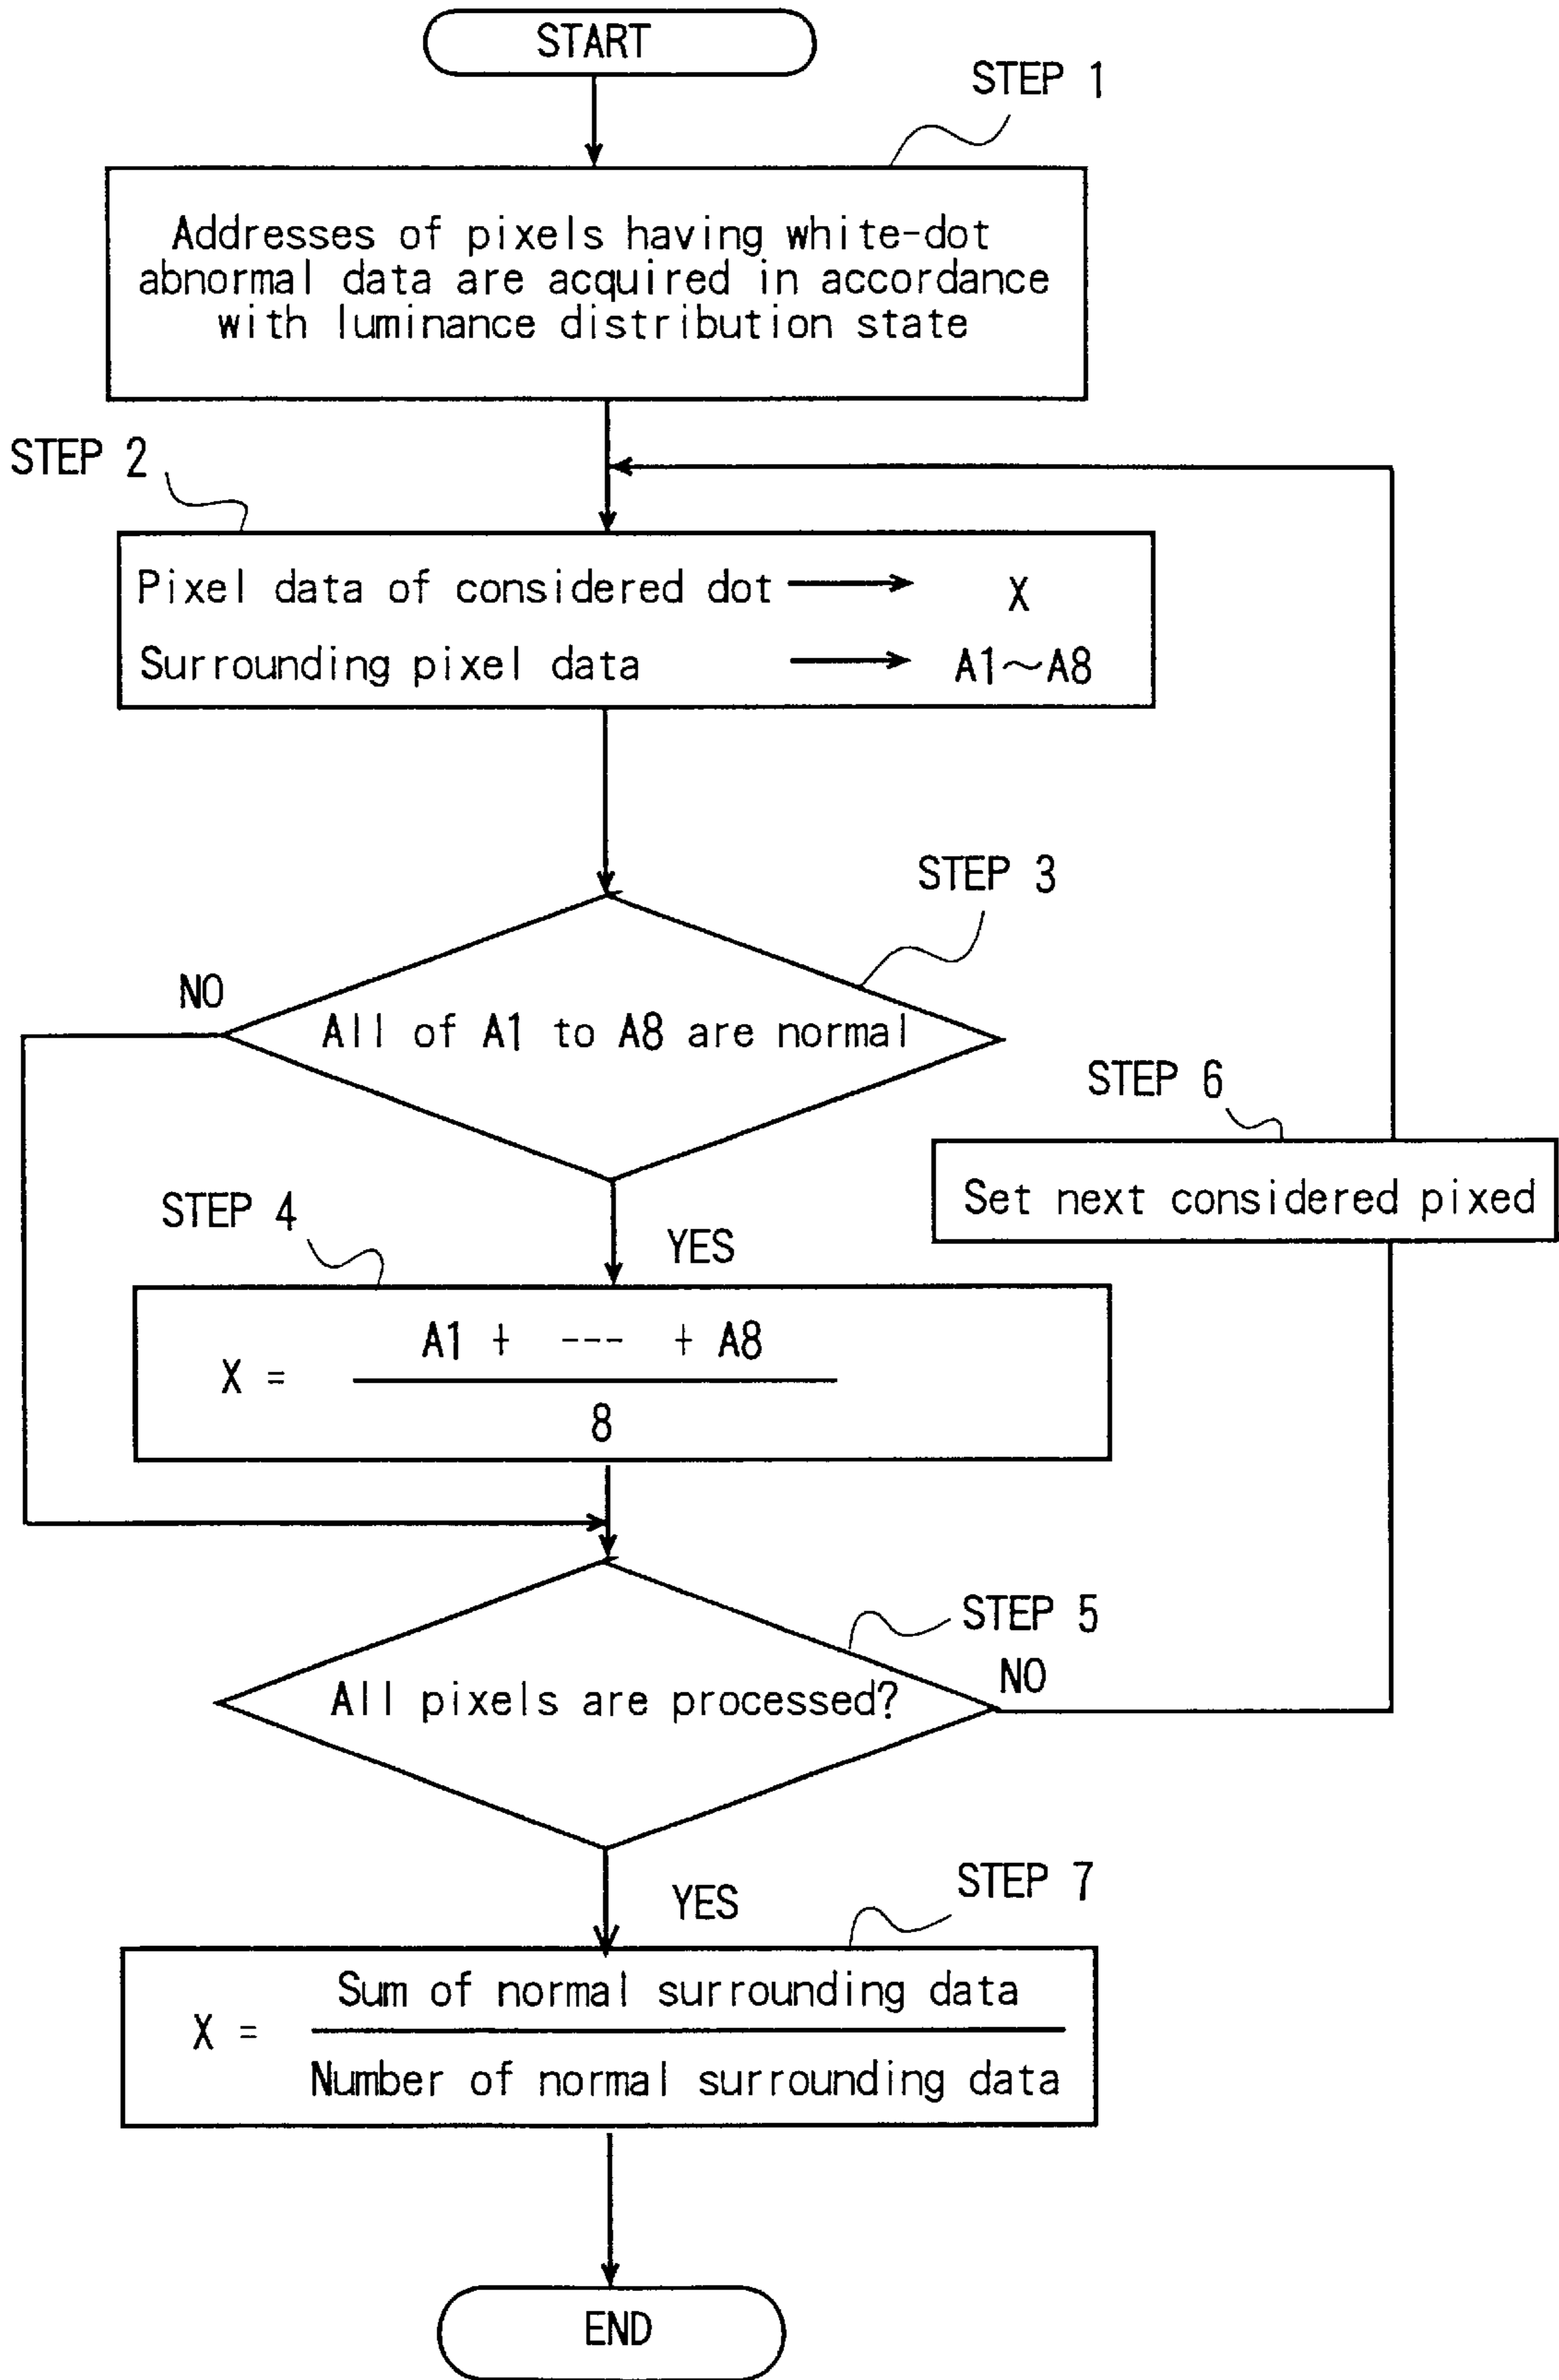 START
STEP 1
Addresses of pixels having white-dot
abnormal data are acquired in accordance
with luminance distribution state
STEP 2
Pixel data of considered dot → X
Surrounding pixel data → A1~A8
STEP 3
NO
All of A1 to A8 are normal
STEP 6
Set next considered pixed
STEP 4
YES
A1 + --- + A8
X =
8
STEP 5
NO
All pixels are processed?
YES
STEP 7
Sum of normal surrounding data
X =
Number of normal surrounding data
END